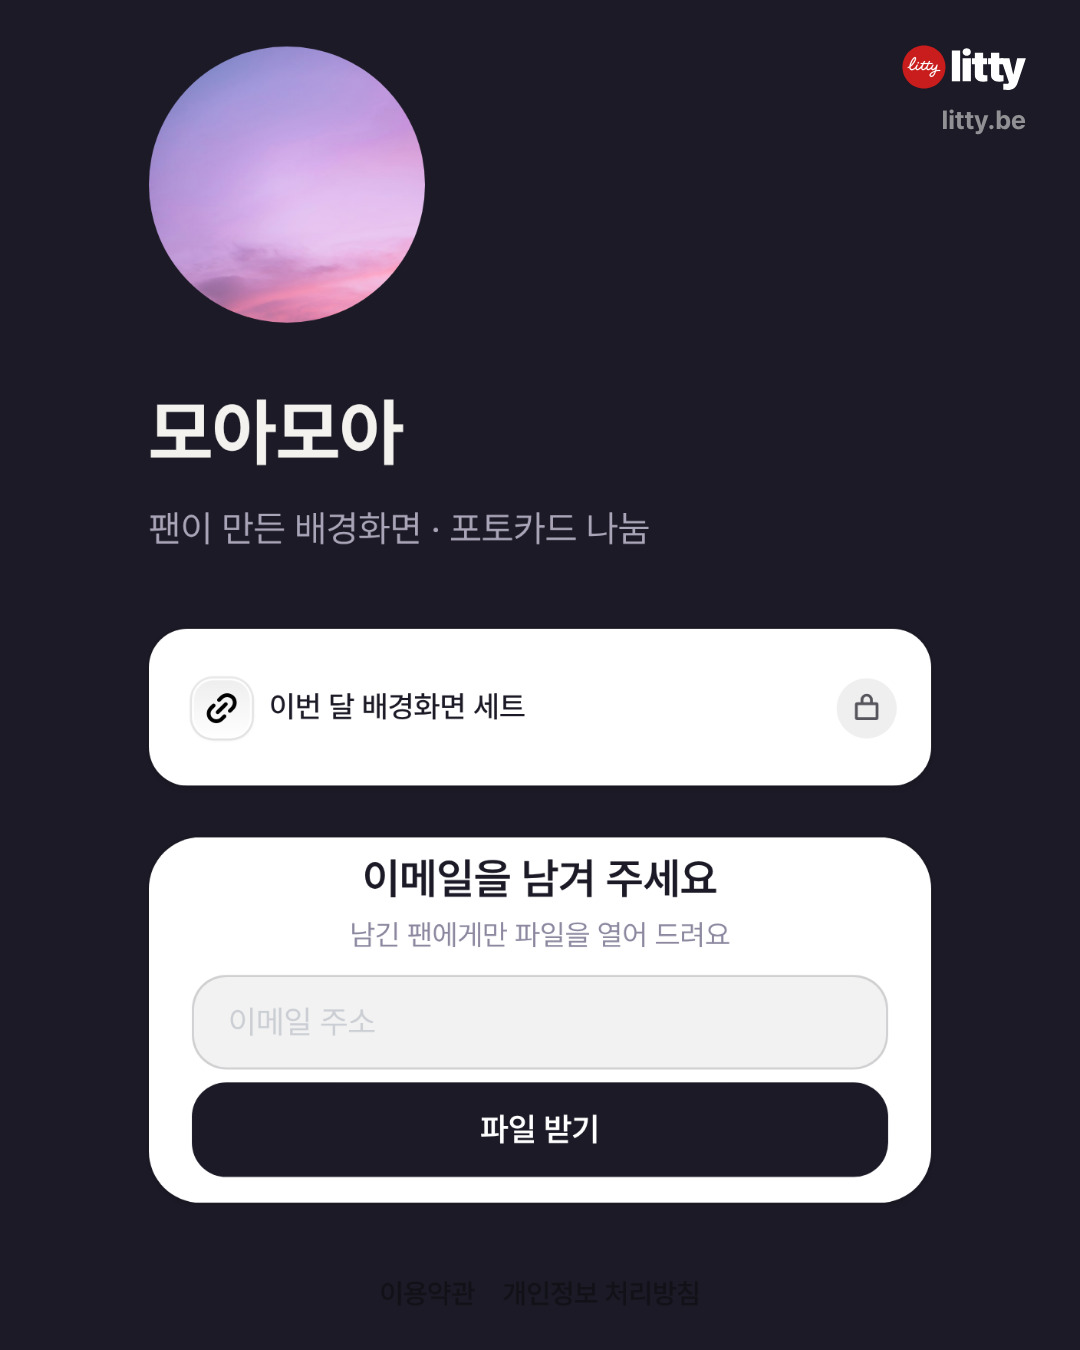 litty litty
litty.be
모아모아
팬이 만든 배경화면 · 포토카드 나눔
이번 달 배경화면 세트
이메일을 남겨 주세요
남긴 팬에게만 파일을 열어 드려요
이메일 주소
파일 받기
이용약관 개인정보 처리방침